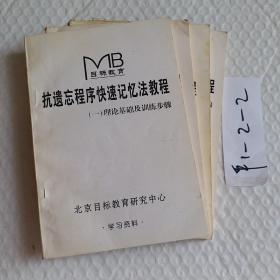 MB
目标教育
抗遗忘程序快速记忆法教程
(一)理论基础及训练步骤
北京目标教育研究中心
·学习资料·
91-2-2